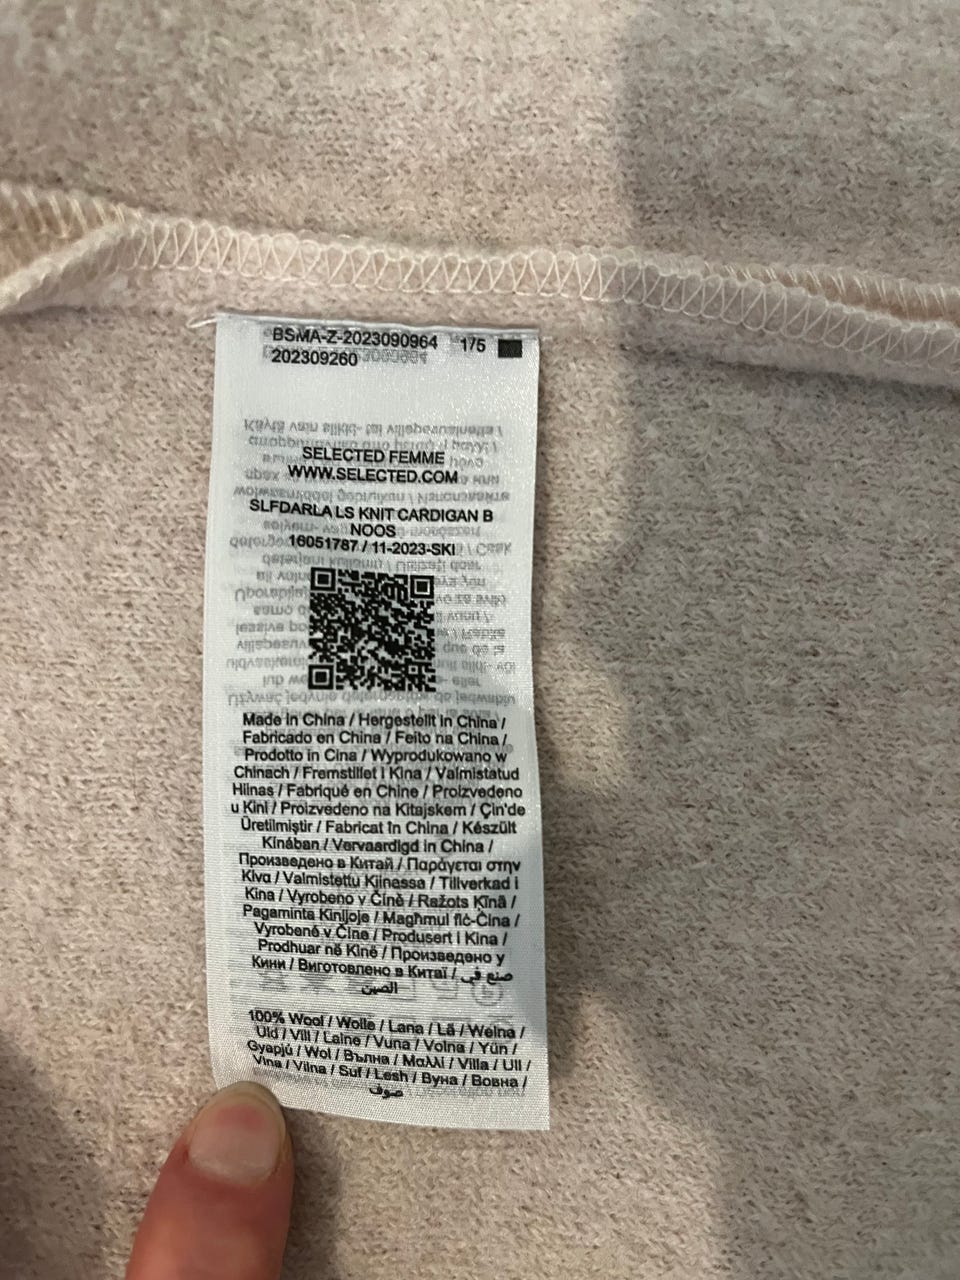 BSMA-Z-2023090964 1/5
202309260
SELECTED FEMME
WWW.SELECTED.COM
SLFDARLA LS KNIT CARDIGAN B
NOOS
16051787 / 11-2023-SKI
Made in China / Hergestellt in China /
Fabricado en China / Feito na China /
Prodotto in Cina / Wyprodukowano w
Chinach / Fremstillet i Kina / Valmistatud
Hiinas / Fabriqué en Chine / Proizvedeno
u Kini / Proizvedeno na Kitajskem / Çin'de
Üretilmiştir / Fabricat în China / Készült
Kínában / Vervaardigd in China /
Произведено в Китай / Παράγεται στην
Κίνα / Valmistettu Kiinassa / Tillverkad i
Kina / Vyrobeno v Číně / Ražots Ķīnā /
Pagaminta Kinijoje / Magħmul fiċ-Ċina /
Vyrobené v Číne / Produsert i Kina /
Prodhuar në Kinë / Произведено у
Кини / Виготовлено в Китаї / صنع في
الصين
100% Wool / Wolle / Lana / Lã / Wełna /
Uld / Vill / Laine / Vuna / Volna / Yün /
Gyapjú / Wol / Вълна / Μαλλί / Villa / Ull /
Vlna / Vilna / Suf / Lesh / Вуна / Вовна /
صوف